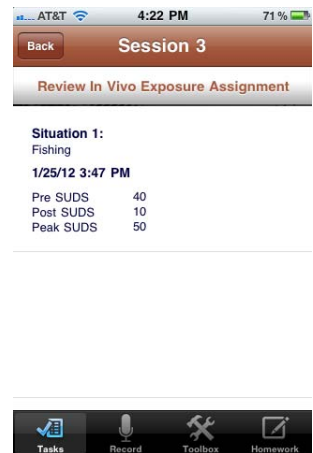 AT&T 4:22 PM 71%
Back Session 3
Review In Vivo Exposure Assignment
Situation 1:
Fishing
1/25/12 3:47 PM
Pre SUDS 40
Post SUDS 10
Peak SUDS 50
Tasks Record Toolbox Homework